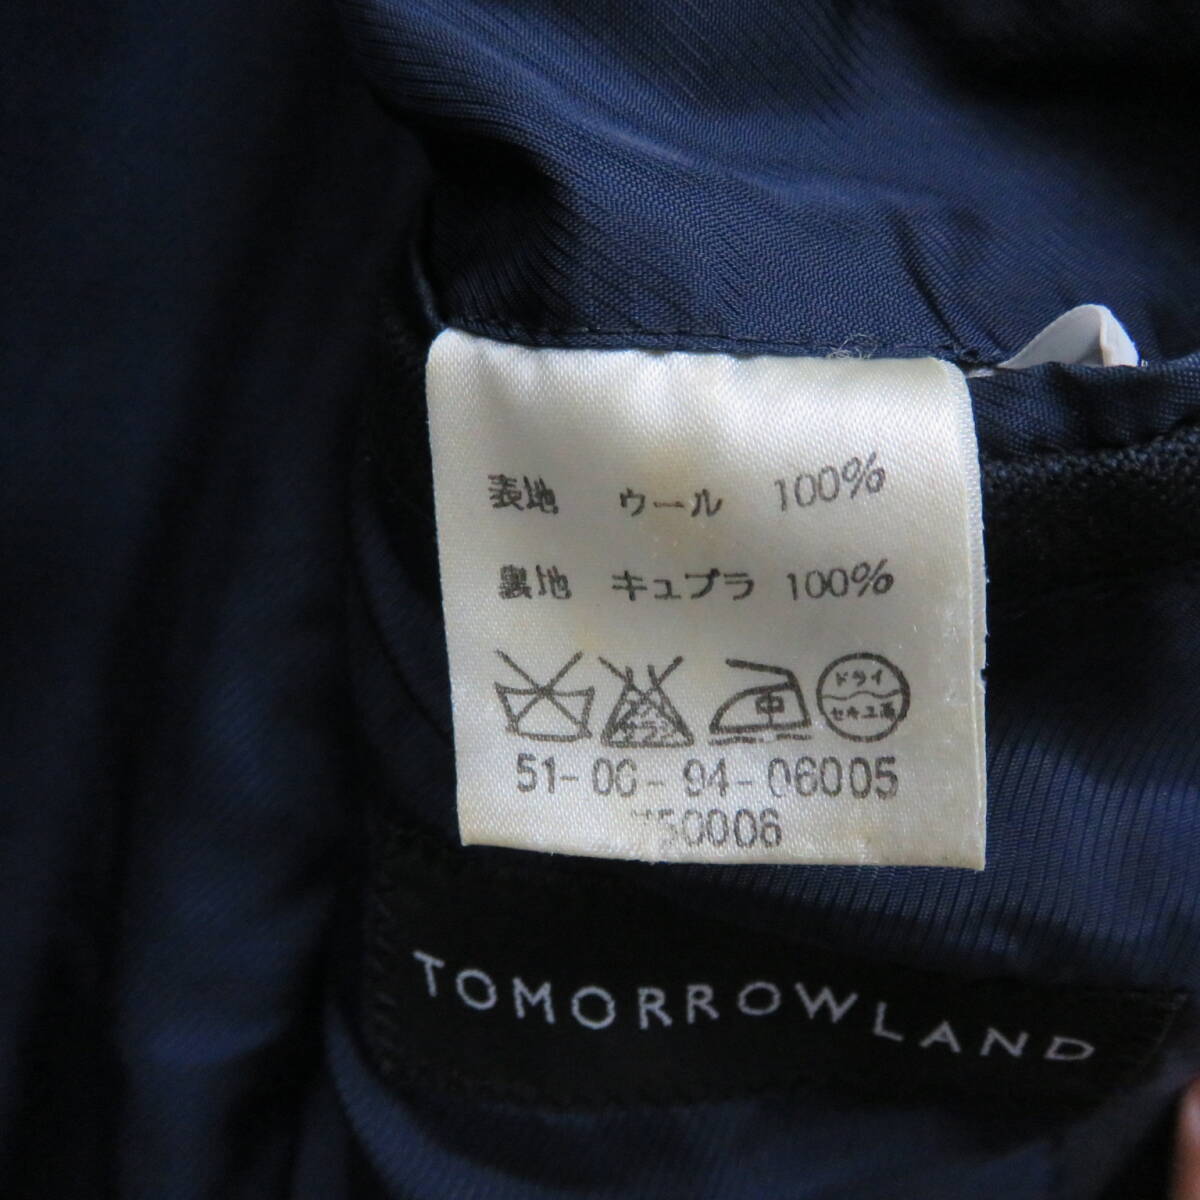 表地 ウール 100%
裏地 キュプラ 100%
中 ドライ
セキユ系
51-06-94-06005
50006
TOMORROWLAND